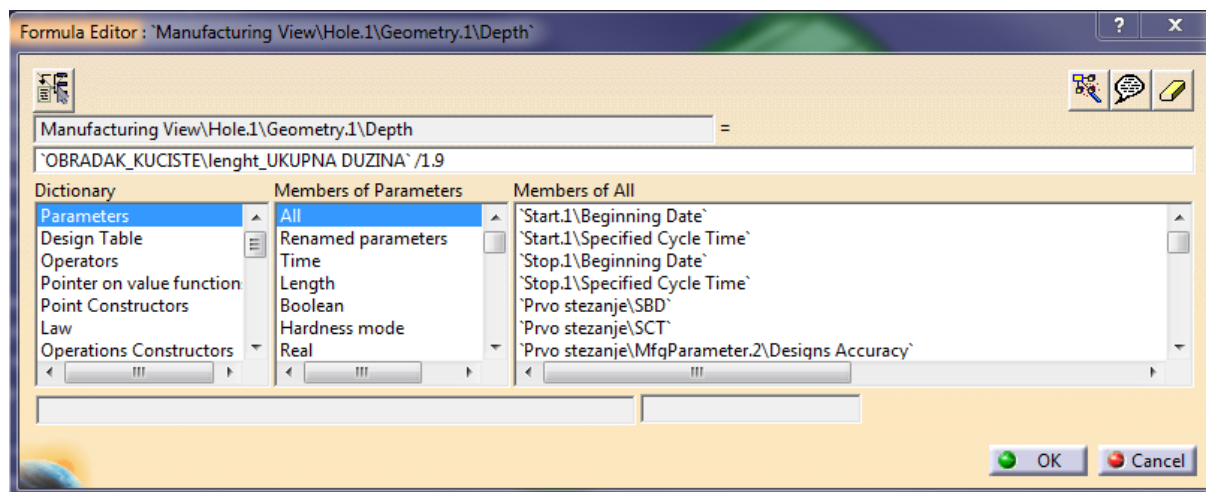 Formula Editor : `Manufacturing View\Hole.1\Geometry.1\Depth`
? X
Manufacturing View\Hole.1\Geometry.1\Depth =
`OBRADAK_KUCISTE\lenght_UKUPNA DUZINA` /1.9
Dictionary Members of Parameters Members of All
Parameters All `Start.1\Beginning Date`
Design Table Renamed parameters `Start.1\Specified Cycle Time`
Operators Time `Stop.1\Beginning Date`
Pointer on value function Length `Stop.1\Specified Cycle Time`
Point Constructors Boolean `Prvo stezanje\SBD`
Law Hardness mode `Prvo stezanje\SCT`
Operations Constructors Real `Prvo stezanje\MfgParameter.2\Designs Accuracy`
OK Cancel